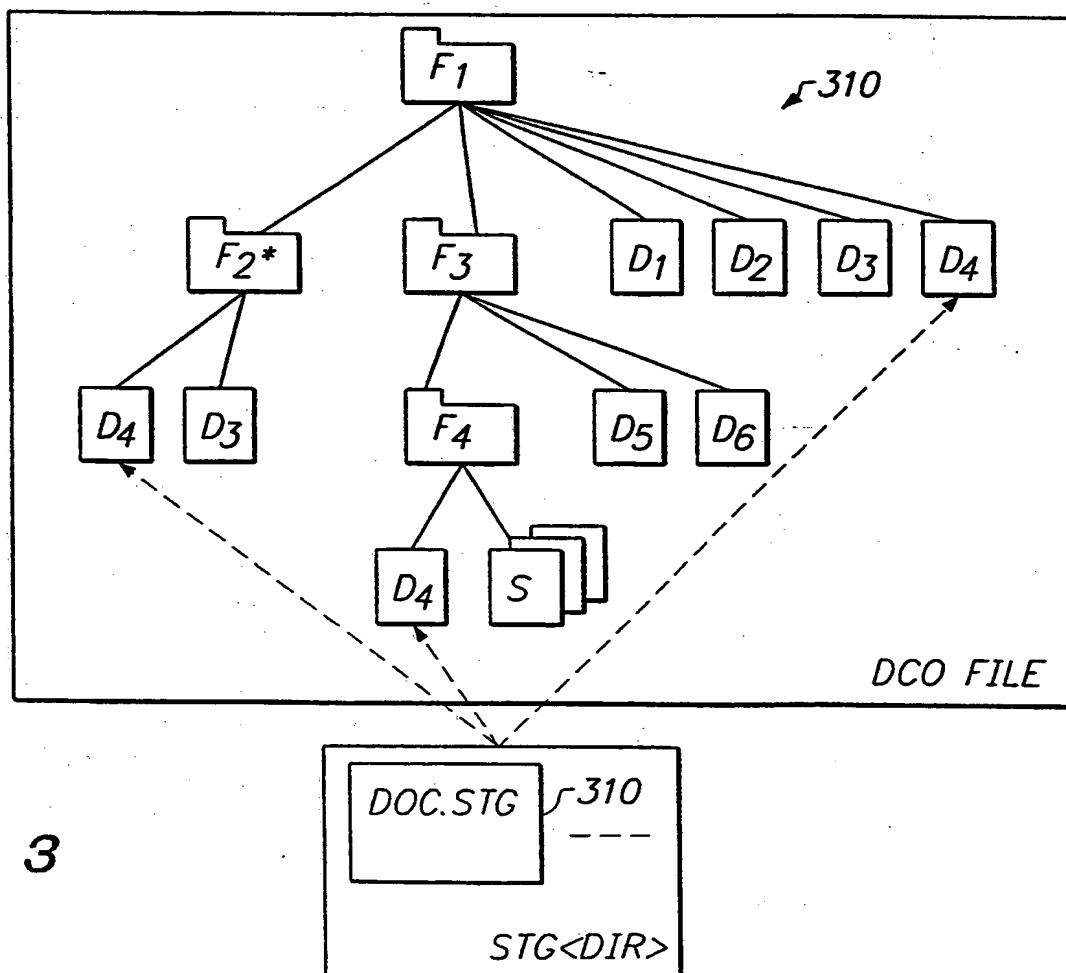 F1
310
F2*
F3
D1
D2
D3
D4
D4
D3
F4
D5
D6
D4
S
DCO FILE
DOC.STG
310
3
STG<DIR>